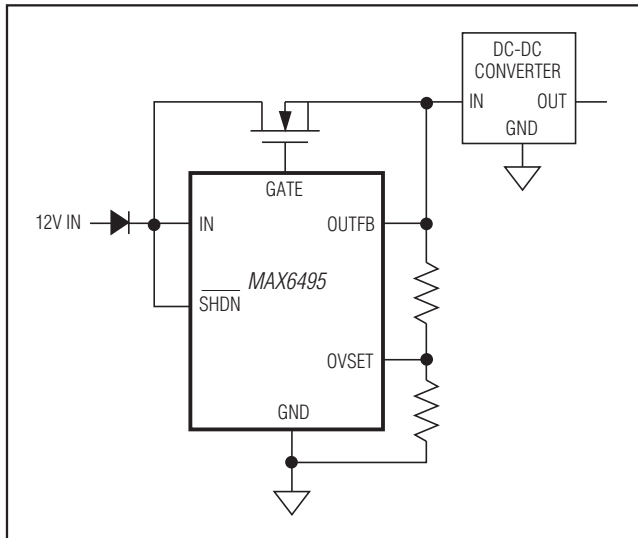 DC-DC
CONVERTER
IN
OUT
GND
GATE
12V IN
IN
OUTFB
MAX6495
SHDN
OVSET
GND